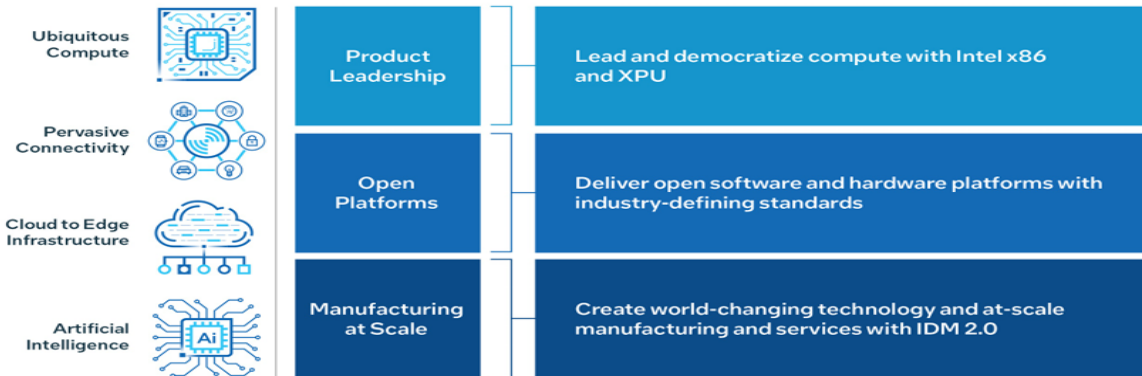 Ubiquitous
Compute
Pervasive
Connectivity
Cloud to Edge
Infrastructure
Artificial
Intelligence
Ai
Product
Leadership
Lead and democratize compute with Intel x86
and XPU
Open
Platforms
Deliver open software and hardware platforms with
industry-defining standards
Manufacturing
at Scale
Create world-changing technology and at-scale
manufacturing and services with IDM 2.0